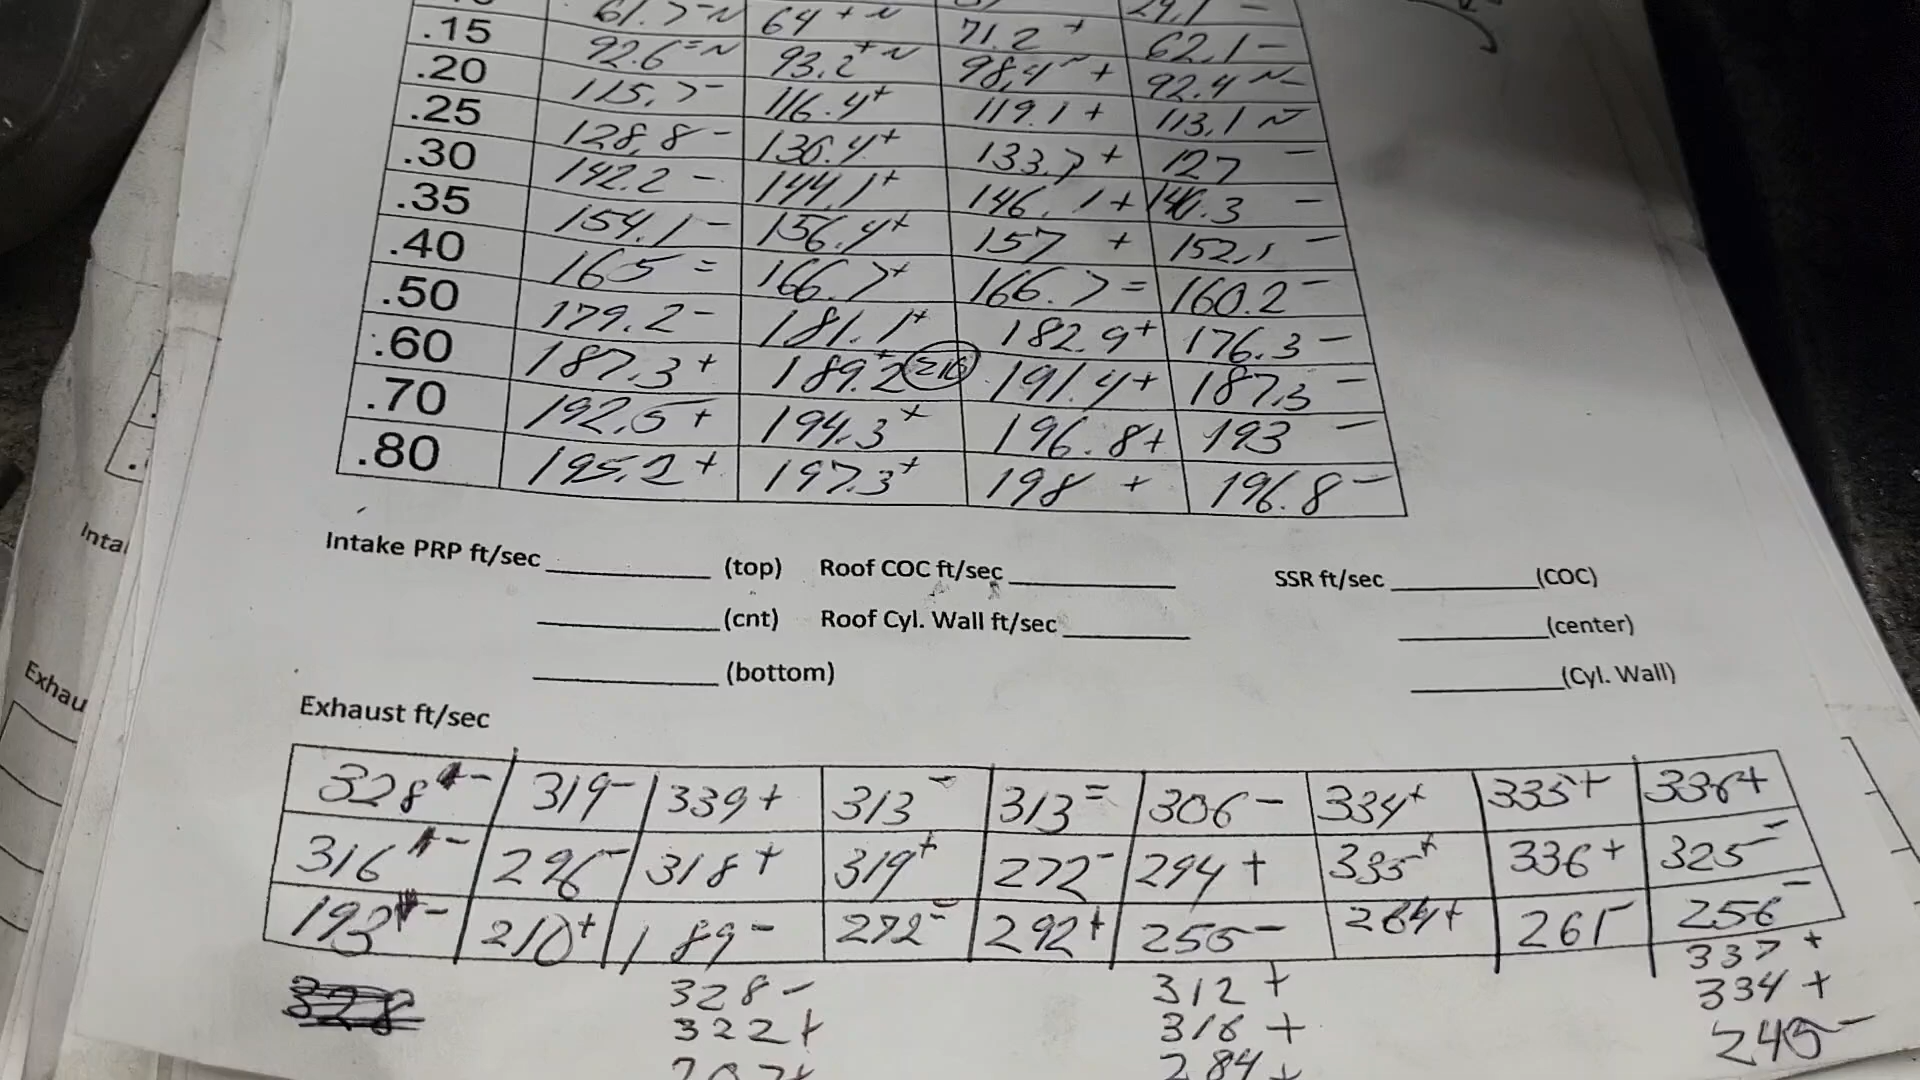 61.7-~ 64+~ 29.1 -
.15 92.6=~ 93.2+~ 71.2 + 62.1-
.20 115.7- 116.4+ 98.4~+ 92.4~-
.25 128.8- 130.4+ 119.1+ 113.1~
.30 142.2- 144.1+ 133.7+ 127 -
.35 154.1- 156.4+ 146.1+ 140.3 -
.40 165 = 166.7+ 157 + 152.1 -
.50 179.2- 181.1+ 166.7= 160.2-
.60 187.3+ 189.2+ 216 182.9+ 176.3-
.70 192.5+ 194.3+ 191.4+ 187.3-
.80 195.2+ 197.3+ 196.8+ 193 -
198 + 196.8-
Intake PRP ft/sec (top) Roof COC ft/sec SSR ft/sec (COC)
(cnt) Roof Cyl. Wall ft/sec (center)
(bottom) (Cyl. Wall)
Exhaust ft/sec
328- 319- 339+ 313- 313= 306- 334+ 335+ 336+
316- 296- 318+ 319+ 272- 294+ 335+ 336+ 325-
193- 210+ 189- 272= 292+ 255- 264+ 261- 256-
328- 312+ 337+
322+ 316+ 334+
284+ 245-
Intal
Exhau